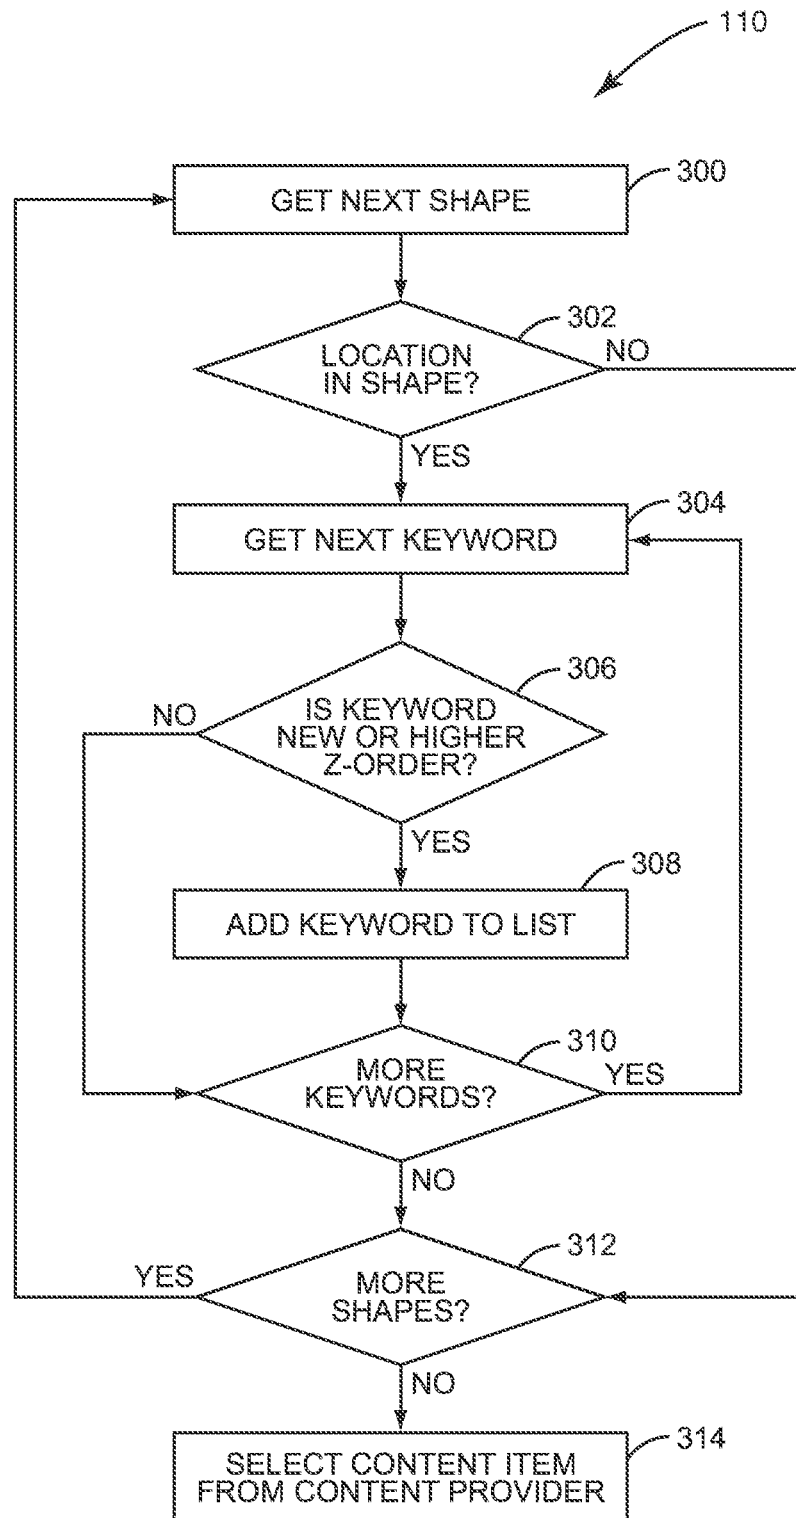 110
GET NEXT SHAPE
300
LOCATION
IN SHAPE?
302
NO
YES
GET NEXT KEYWORD
304
IS KEYWORD
NEW OR HIGHER
Z-ORDER?
306
NO
YES
ADD KEYWORD TO LIST
308
MORE
KEYWORDS?
310
YES
NO
MORE
SHAPES?
312
YES
NO
SELECT CONTENT ITEM
FROM CONTENT PROVIDER
314